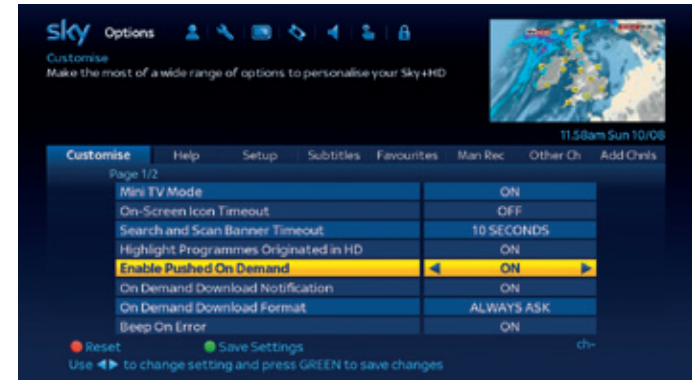 sky Options
Customise
Make the most of a wide range of options to personalise your Sky+HD
11.58am Sun 10/08
Customise Help Setup Subtitles Favourites Man Rec Other Ch Add Chnls
Page 1/2
Mini TV Mode ON
On-Screen Icon Timeout OFF
Search and Scan Banner Timeout 10 SECONDS
Highlight Programmes Originated in HD ON
Enable Pushed On Demand ON
On Demand Download Notification ON
On Demand Download Format ALWAYS ASK
Beep On Error ON
Reset Save Settings ch-
Use ◀▶ to change setting and press GREEN to save changes